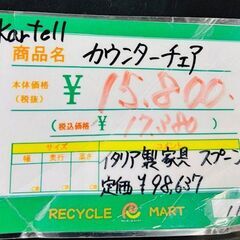 Kartell
商品名 カウンターチェア
本体価格
(税抜) ¥15.800.
(税込価格) ¥17.380
サイズ
幅 奥行 高さ
イタリア製家具 スプーン
定価¥98,637
RECYCLE MART